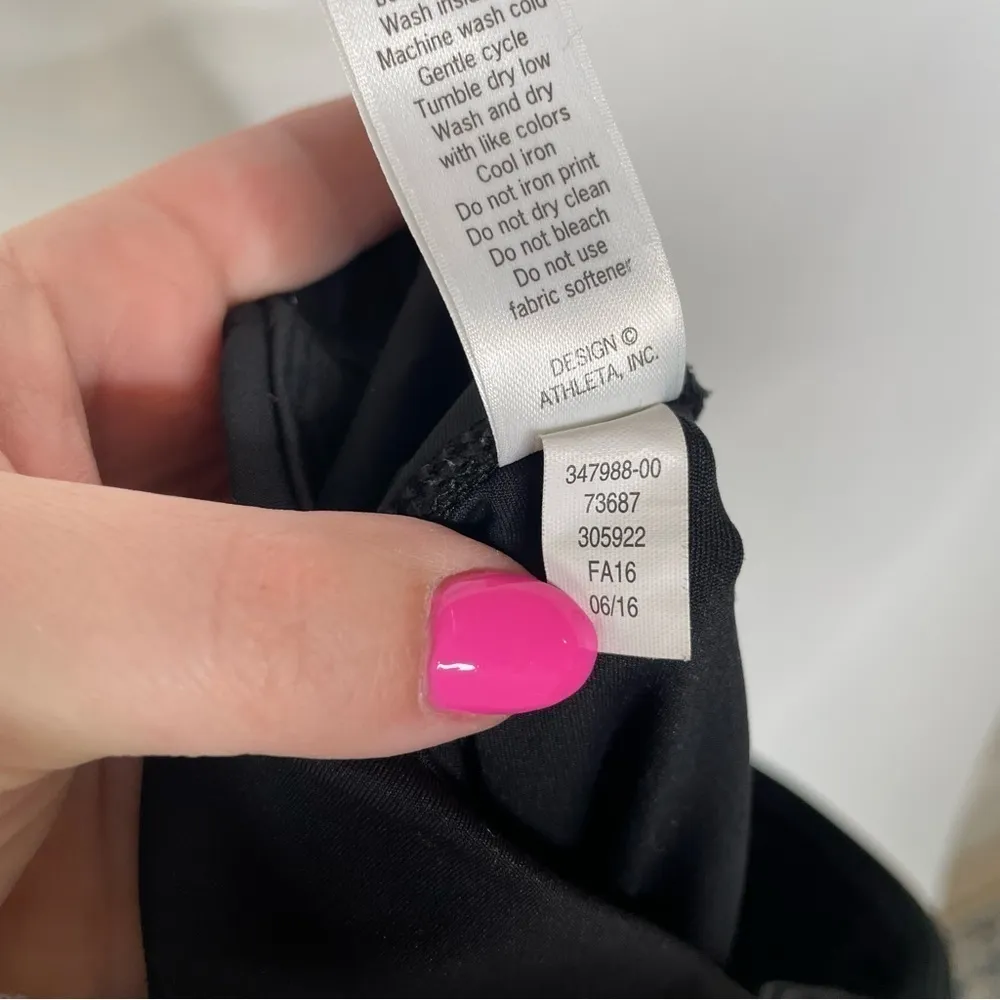 Wash
Machine wash cold
Gentle cycle
Tumble dry low
Wash and dry
with like colors
Cool iron
Do not iron print
Do not dry clean
Do not bleach
Do not use
fabric softener
DESIGN ©
ATHLETA, INC.
347988-00
73687
305922
FA16
06/16